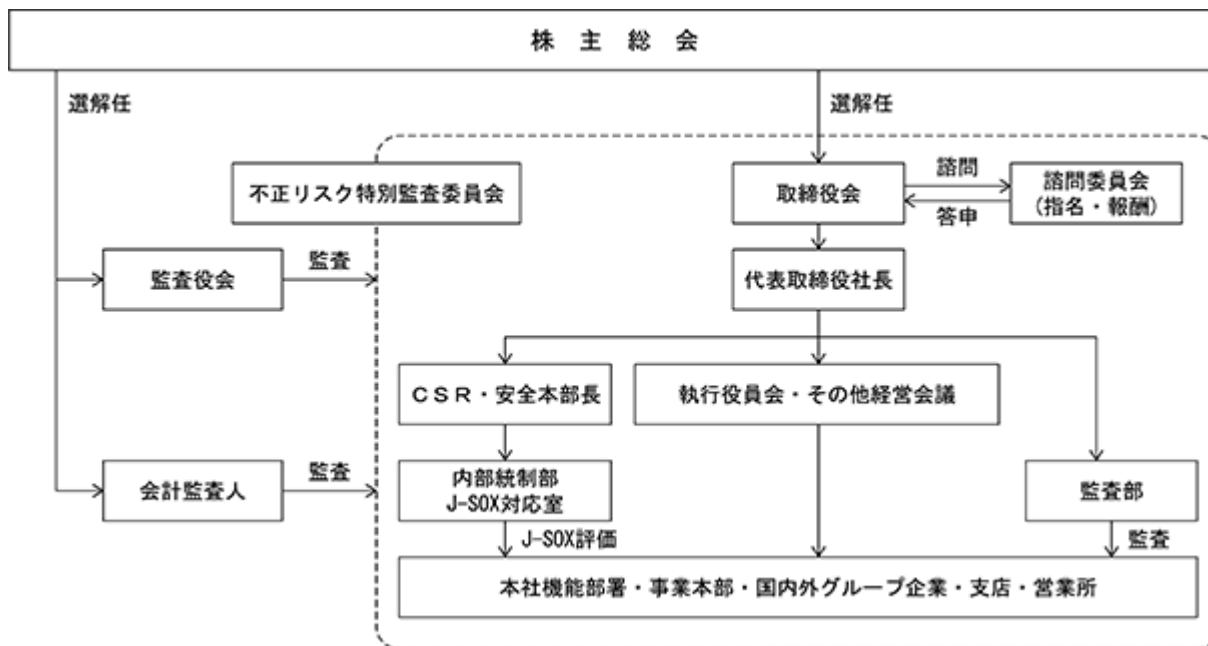 株 主 総 会
選解任
選解任
不正リスク特別監査委員会
取締役会
諮問
答申
諮問委員会
(指名・報酬)
監査役会
監査
代表取締役社長
CSR・安全本部長
執行役員会・その他経営会議
会計監査人
監査
内部統制部
J-SOX対応室
監査部
J-SOX評価
監査
本社機能部署・事業本部・国内外グループ企業・支店・営業所